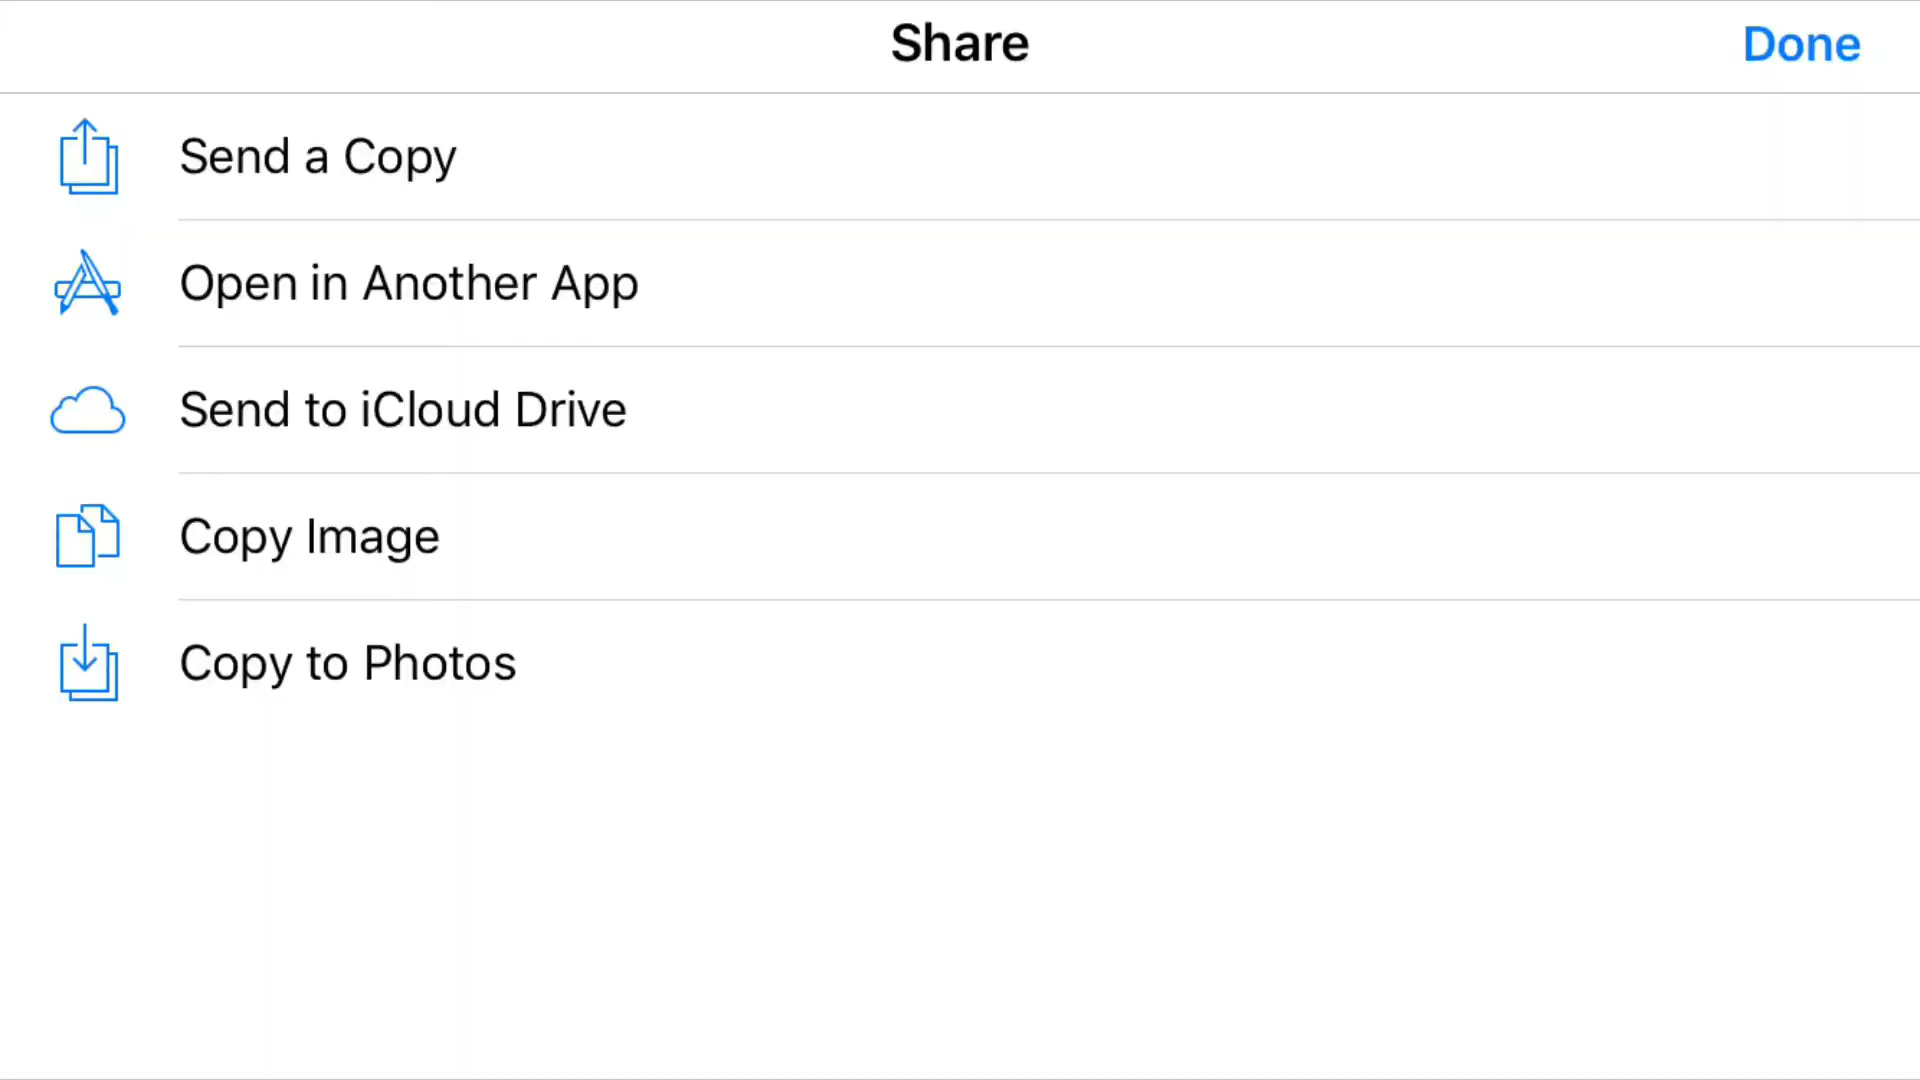 Share
Done
Send a Copy
Open in Another App
Send to iCloud Drive
Copy Image
Copy to Photos